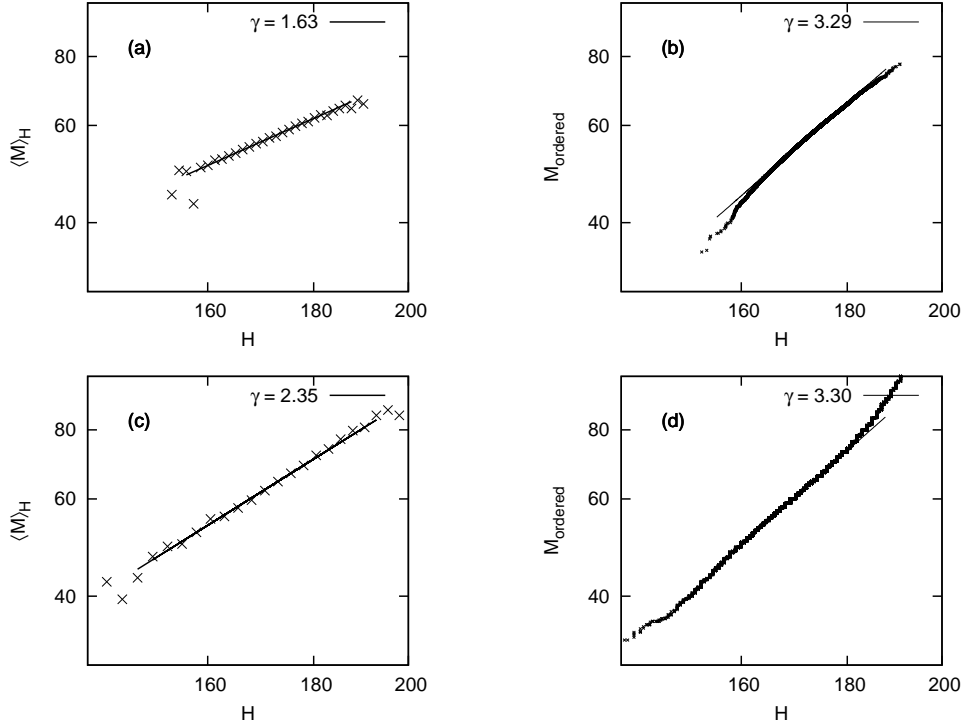 γ = 1.63
(a)
80
60
40
⟨M⟩H
160
180
200
H
γ = 3.29
(b)
80
60
40
Mordered
160
180
200
H
γ = 2.35
(c)
80
60
40
⟨M⟩H
160
180
200
H
γ = 3.30
(d)
80
60
40
Mordered
160
180
200
H